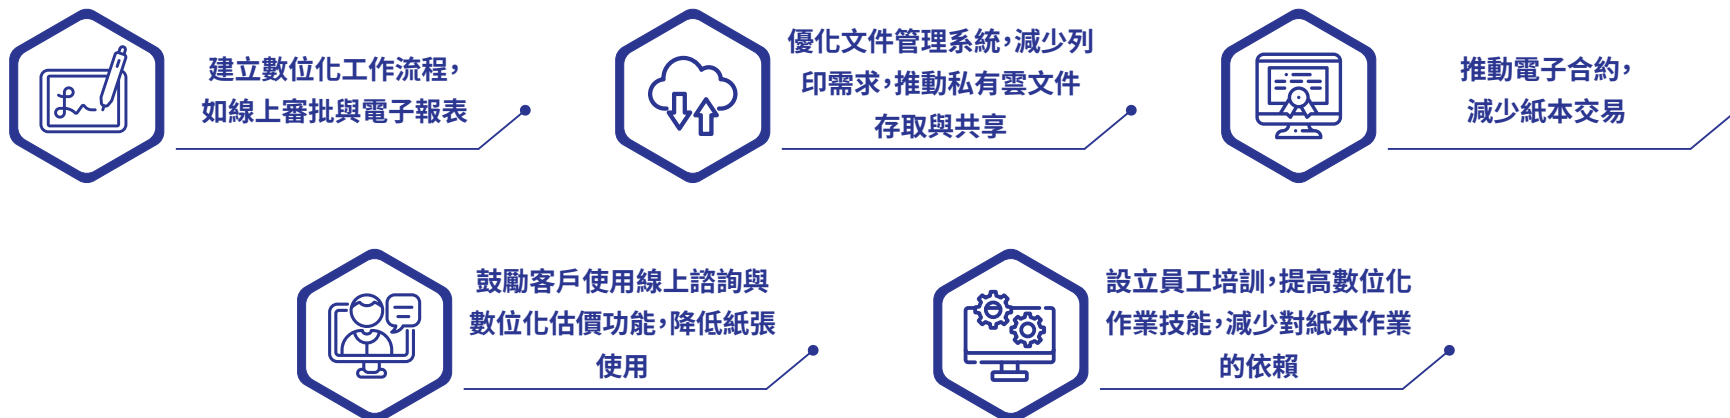 建立數位化工作流程，
如線上審批與電子報表
優化文件管理系統，減少列
印需求，推動私有雲文件
存取與共享
推動電子合約，
減少紙本交易
鼓勵客戶使用線上諮詢與
數位化估價功能，降低紙張
使用
設立員工培訓，提高數位化
作業技能，減少對紙本作業
的依賴